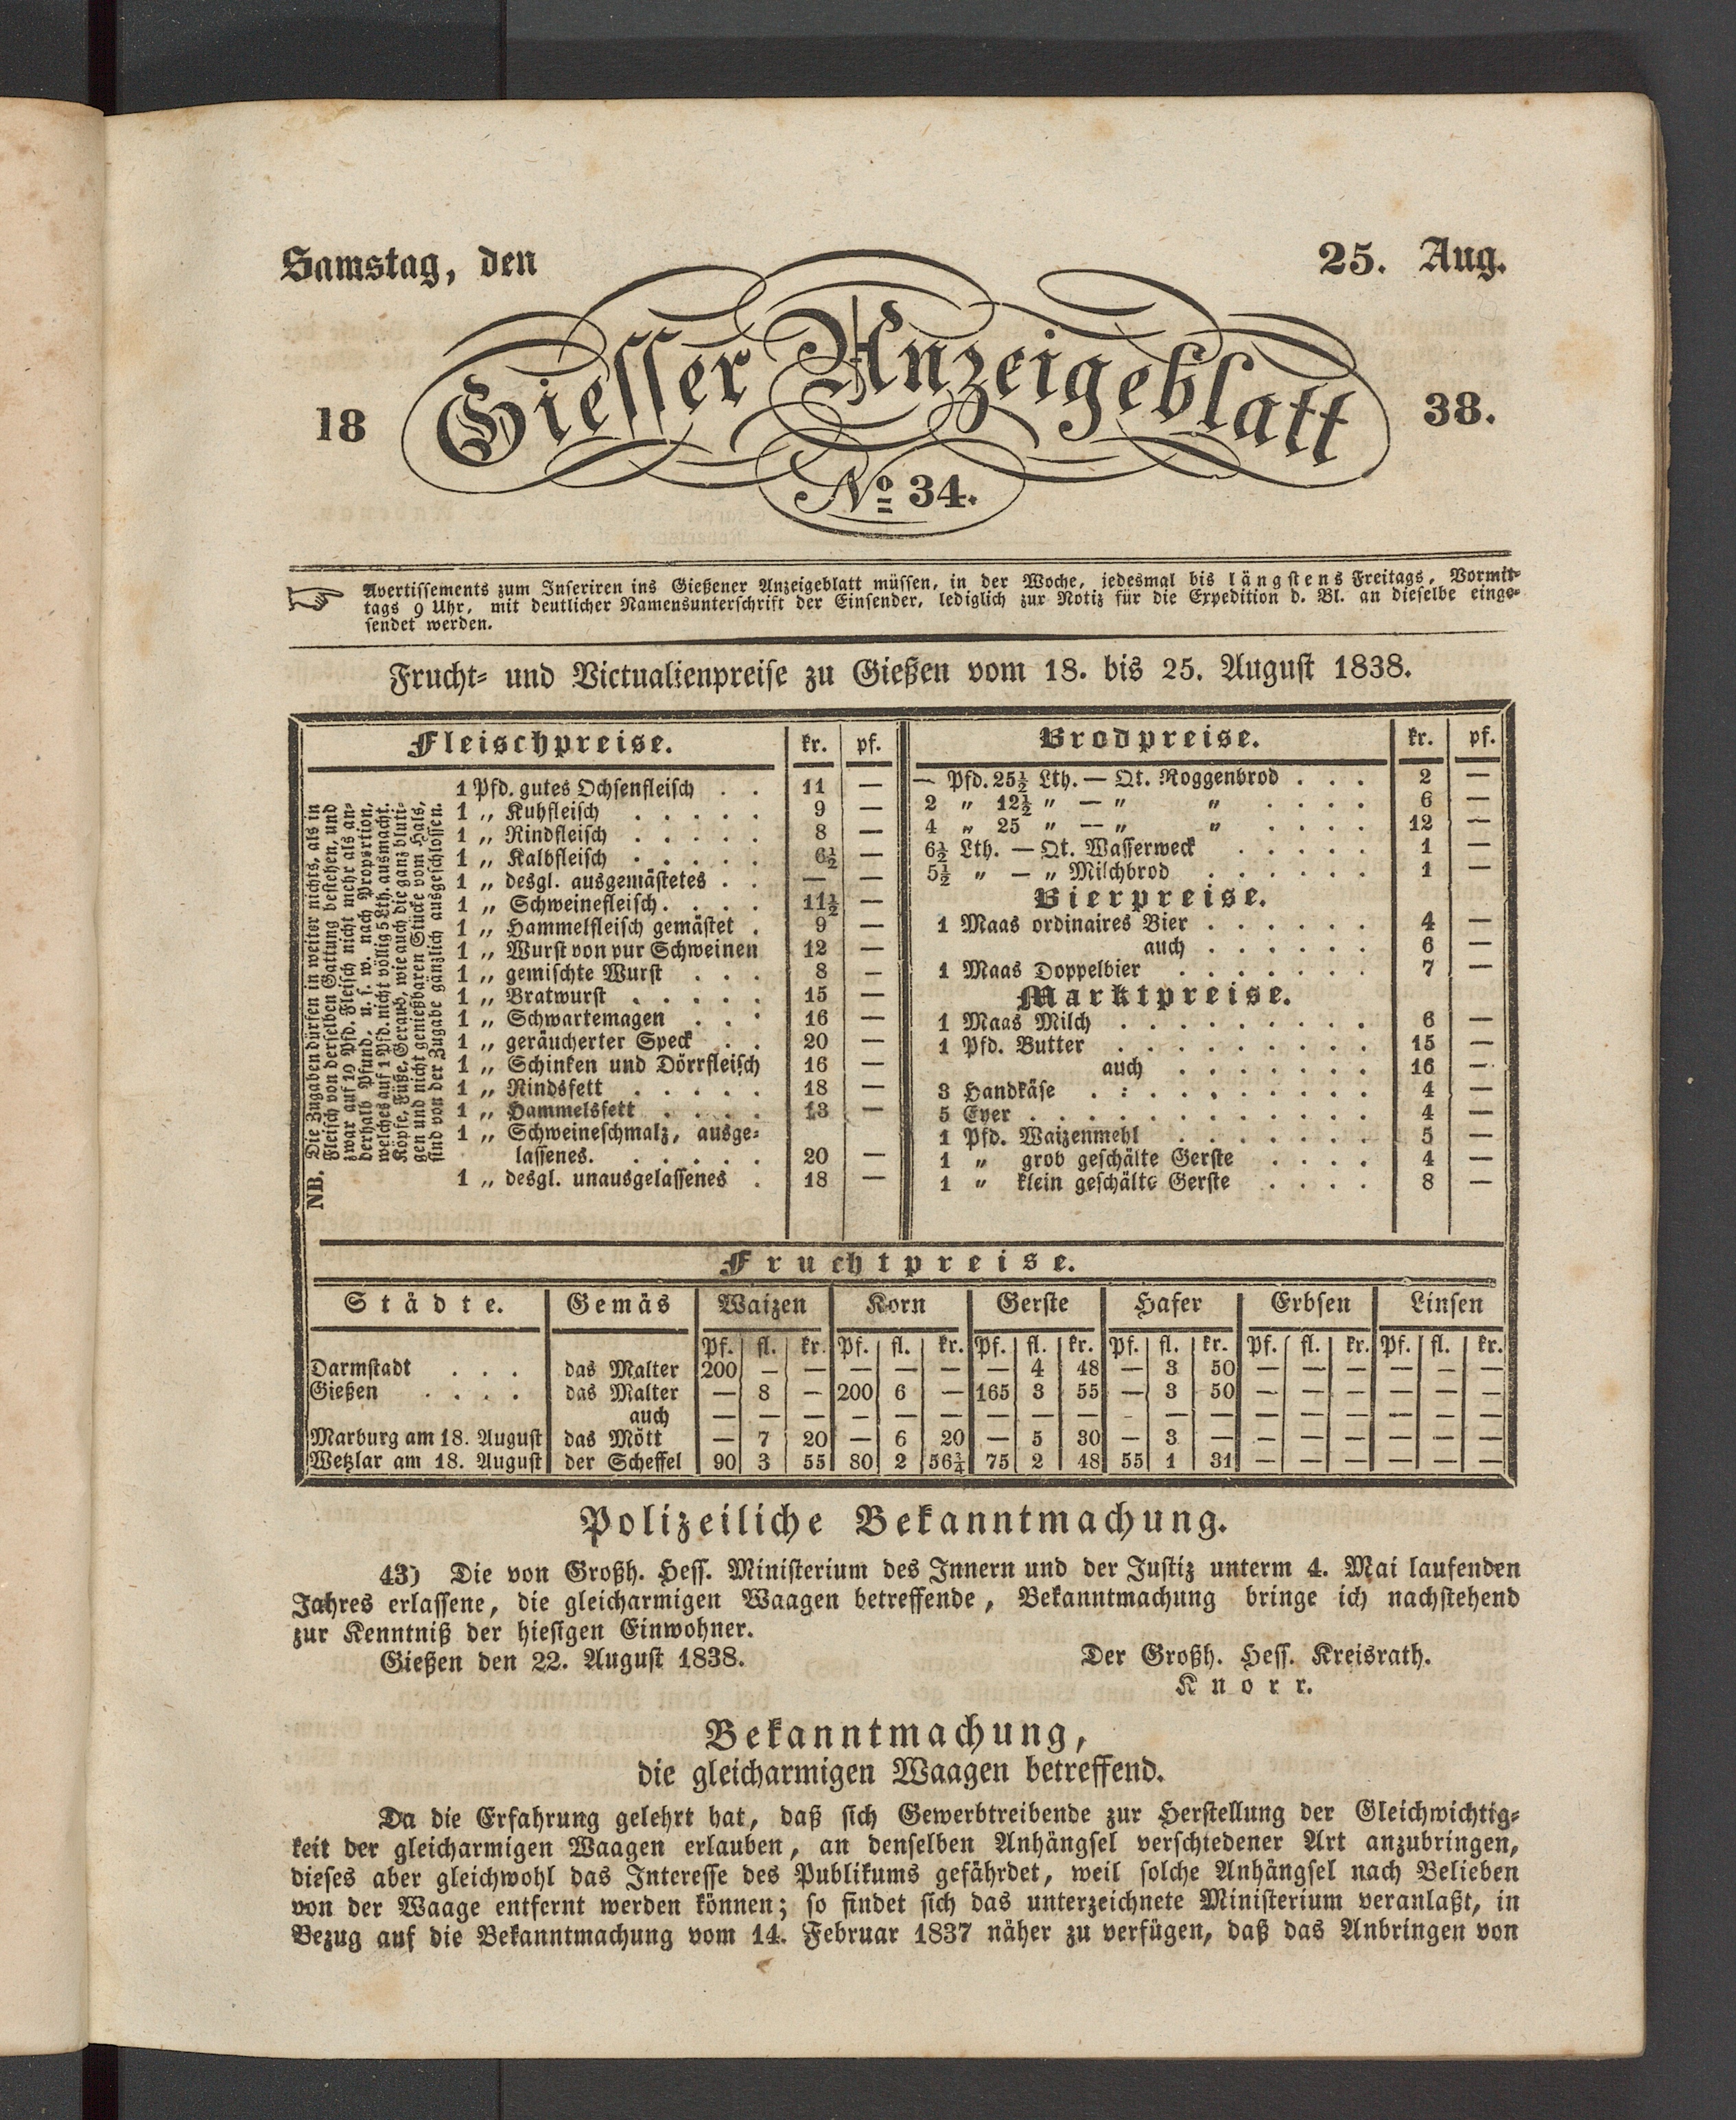 Samstag, den 25. Aug.
Giesser Anzeigeblatt
18 38.
No 34.
☞ Avertissements zum Inseriren ins Gießener Anzeigeblatt müssen, in der Woche, jedesmal bis längstens Freitags, Vormit-
tags 9 Uhr, mit deutlicher Namensunterschrift der Einsender, lediglich zur Notiz für die Expedition d. Bl. an dieselbe einge-
sendet werden.
Frucht- und Victualienpreise zu Gießen vom 18. bis 25. August 1838.
Fleischpreise. kr. pf.
NB. Die Zugaben dürfen in weiter nichts, als in
Fleisch von derselben Gattung bestehen, und
zwar auf 10 Pfd. Fleisch nicht mehr als an-
derhalb Pfund, u. s. w. nach Proportion,
welches auf 1 Pfd. nicht völlig 5 Lth. ausmacht.
Köpfe, Füße, Geraud, wie auch die ganz bluti-
gen und nicht genießbaren Stücke vom Hals,
sind von der Zugabe gänzlich ausgeschlossen.
1 Pfd. gutes Ochsenfleisch . . 11 —
1 „ Kuhfleisch . . . . . 9 —
1 „ Rindfleisch . . . . . 8 —
1 „ Kalbfleisch . . . . . 6½ —
1 „ desgl. ausgemästetes . . — —
1 „ Schweinefleisch . . . . 11½ —
1 „ Hammelfleisch gemästet . 9 —
1 „ Wurst von pur Schweinen 12 —
1 „ gemischte Wurst . . . 8 —
1 „ Bratwurst . . . . . 15 —
1 „ Schwartemagen . . . 16 —
1 „ geräucherter Speck . . 20 —
1 „ Schinken und Dörrfleisch 16 —
1 „ Rindsfett . . . . . 18 —
1 „ Hammelsfett . . . . 13 —
1 „ Schweineschmalz, ausge-
lassenes. . . . . . 20 —
1 „ desgl. unausgelassenes . 18 —
Brodpreise. kr. pf.
— Pfd. 25½ Lth. — Qt. Roggenbrod . . . 2 —
2 „ 12½ „ — „ „ . . . . 6 —
4 „ 25 „ — „ „ . . . . 12 —
6½ Lth. — Qt. Wasserweck . . . . . 1 —
5½ „ — „ Milchbrod . . . . . . 1 —
Bierpreise.
1 Maas ordinaires Bier . . . . . . 4 —
auch . . . . . . 6 —
1 Maas Doppelbier . . . . . . . 7 —
Marktpreise.
1 Maas Milch . . . . . . . . . 6 —
1 Pfd. Butter . . . . . . . . . 15 —
auch . . . . . . . 16 —
3 Handkäse . : . . . . . . . . 4 —
5 Eyer . . . . . . . . . . . . 4 —
1 Pfd. Waizenmehl . . . . . . . 5 —
1 „ grob geschälte Gerste . . . . 4 —
1 „ klein geschälte Gerste . . . . 8 —
Fruchtpreise.
Städte. Gemäs Waizen Korn Gerste Hafer Erbsen Linsen
Pf. fl. kr. Pf. fl. kr. Pf. fl. kr. Pf. fl. kr. Pf. fl. kr. Pf. fl. kr.
Darmstadt . . . das Malter 200 — — — — — — 4 48 — 3 50 — — — — — —
Gießen . . . . das Malter — 8 — 200 6 — 165 3 55 — 3 50 — — — — — —
auch — — — — — — — — — — — — — — — — — —
Marburg am 18. August das Mött — 7 20 — 6 20 — 5 30 — 3 — — — — — — —
Wetzlar am 18. August der Scheffel 90 3 55 80 2 56¼ 75 2 48 55 1 31 — — — — — —
Polizeiliche Bekanntmachung.
43) Die von Großh. Hess. Ministerium des Innern und der Justiz unterm 4. Mai laufenden
Jahres erlassene, die gleicharmigen Waagen betreffende, Bekanntmachung bringe ich nachstehend
zur Kenntniß der hiesigen Einwohner.
Gießen den 22. August 1838. Der Großh. Hess. Kreisrath.
Knorr.
Bekanntmachung,
die gleicharmigen Waagen betreffend.
Da die Erfahrung gelehrt hat, daß sich Gewerbtreibende zur Herstellung der Gleichwichtig-
keit der gleicharmigen Waagen erlauben, an denselben Anhängsel verschiedener Art anzubringen,
dieses aber gleichwohl das Interesse des Publikums gefährdet, weil solche Anhängsel nach Belieben
von der Waage entfernt werden können; so findet sich das unterzeichnete Ministerium veranlaßt, in
Bezug auf die Bekanntmachung vom 14. Februar 1837 näher zu verfügen, daß das Anbringen von